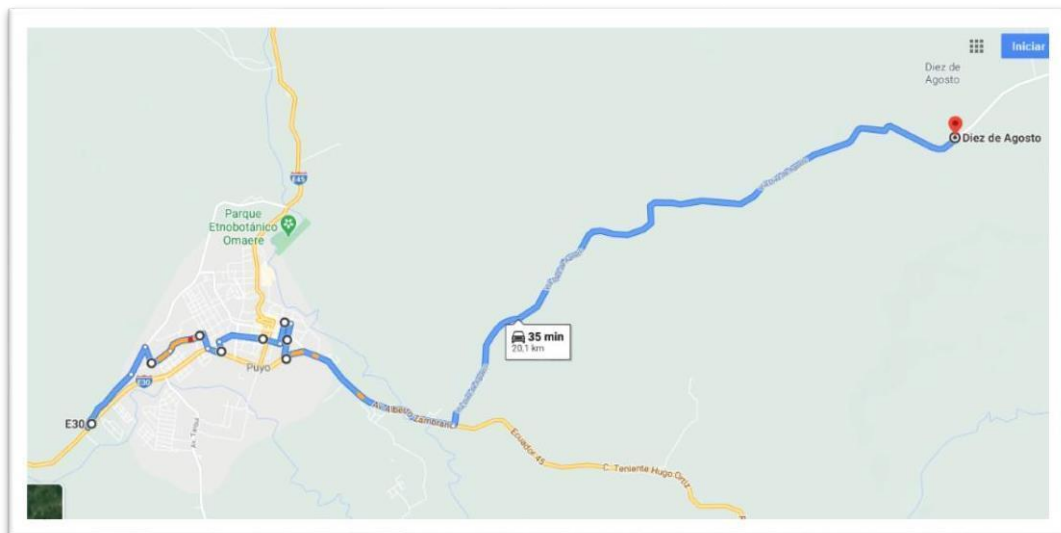 Iniciar
Diez de
Agosto
Diez de Agosto
E45
Parque
Etnobotánico
Omaere
35 min
20,1 km
E30
Puyo
E30
Av. Alberto Zambrano
Ecuador 45
C. Teniente Hugo Ortiz